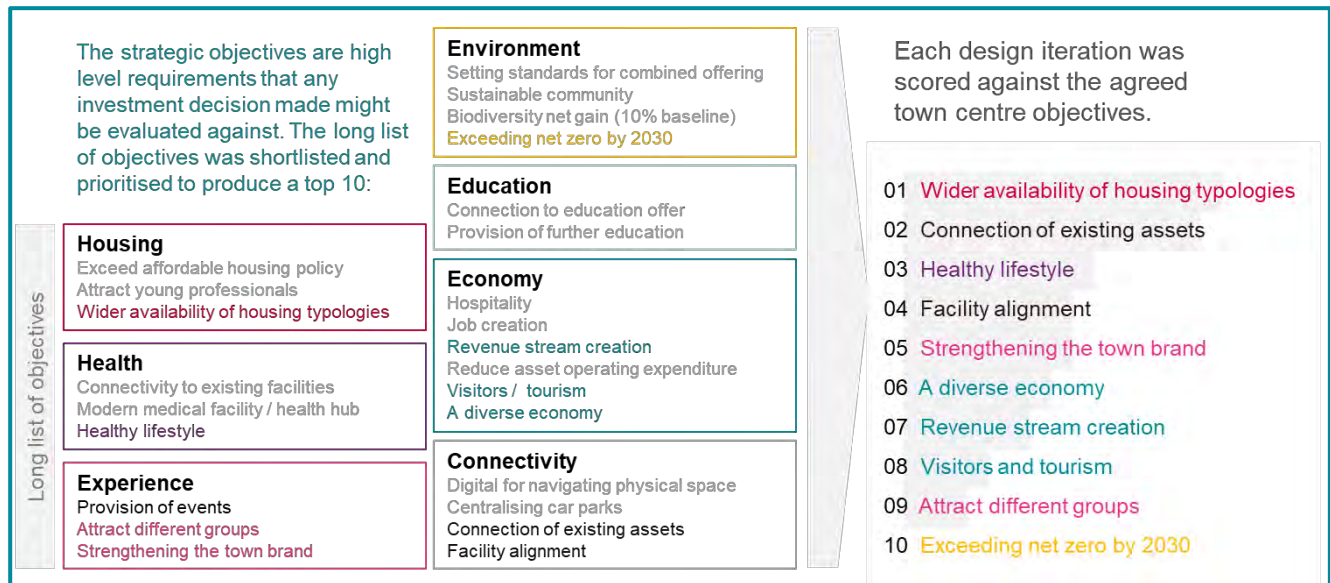 The strategic objectives are high
level requirements that any
investment decision made might
be evaluated against. The long list
of objectives was shortlisted and
prioritised to produce a top 10:
Long list of objectives
Housing
Exceed affordable housing policy
Attract young professionals
Wider availability of housing typologies
Health
Connectivity to existing facilities
Modern medical facility / health hub
Healthy lifestyle
Experience
Provision of events
Attract different groups
Strengthening the town brand
Environment
Setting standards for combined offering
Sustainable community
Biodiversity net gain (10% baseline)
Exceeding net zero by 2030
Education
Connection to education offer
Provision of further education
Economy
Hospitality
Job creation
Revenue stream creation
Reduce asset operating expenditure
Visitors / tourism
A diverse economy
Connectivity
Digital for navigating physical space
Centralising car parks
Connection of existing assets
Facility alignment
Each design iteration was
scored against the agreed
town centre objectives.
01 Wider availability of housing typologies
02 Connection of existing assets
03 Healthy lifestyle
04 Facility alignment
05 Strengthening the town brand
06 A diverse economy
07 Revenue stream creation
08 Visitors and tourism
09 Attract different groups
10 Exceeding net zero by 2030